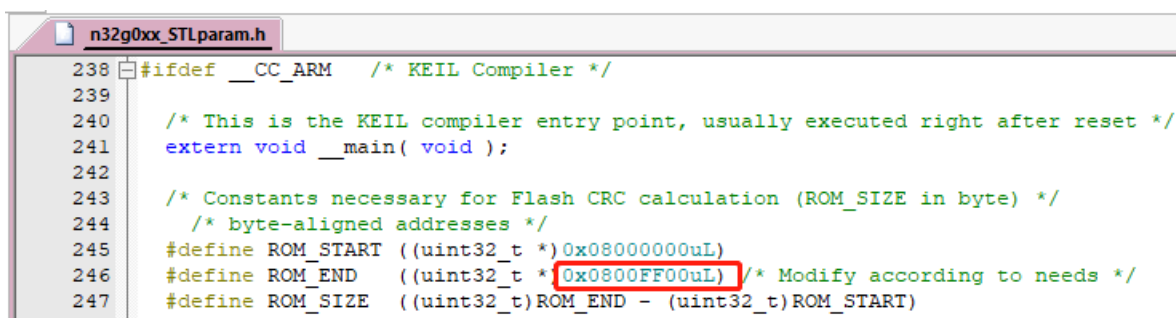 n32g0xx_STLparam.h
238 #ifdef __CC_ARM /* KEIL Compiler */
239
240 /* This is the KEIL compiler entry point, usually executed right after reset */
241 extern void __main( void );
242
243 /* Constants necessary for Flash CRC calculation (ROM_SIZE in byte) */
244 /* byte-aligned addresses */
245 #define ROM_START ((uint32_t *)0x08000000uL)
246 #define ROM_END ((uint32_t *)0x0800FF00uL) /* Modify according to needs */
247 #define ROM_SIZE ((uint32_t)ROM_END - (uint32_t)ROM_START)